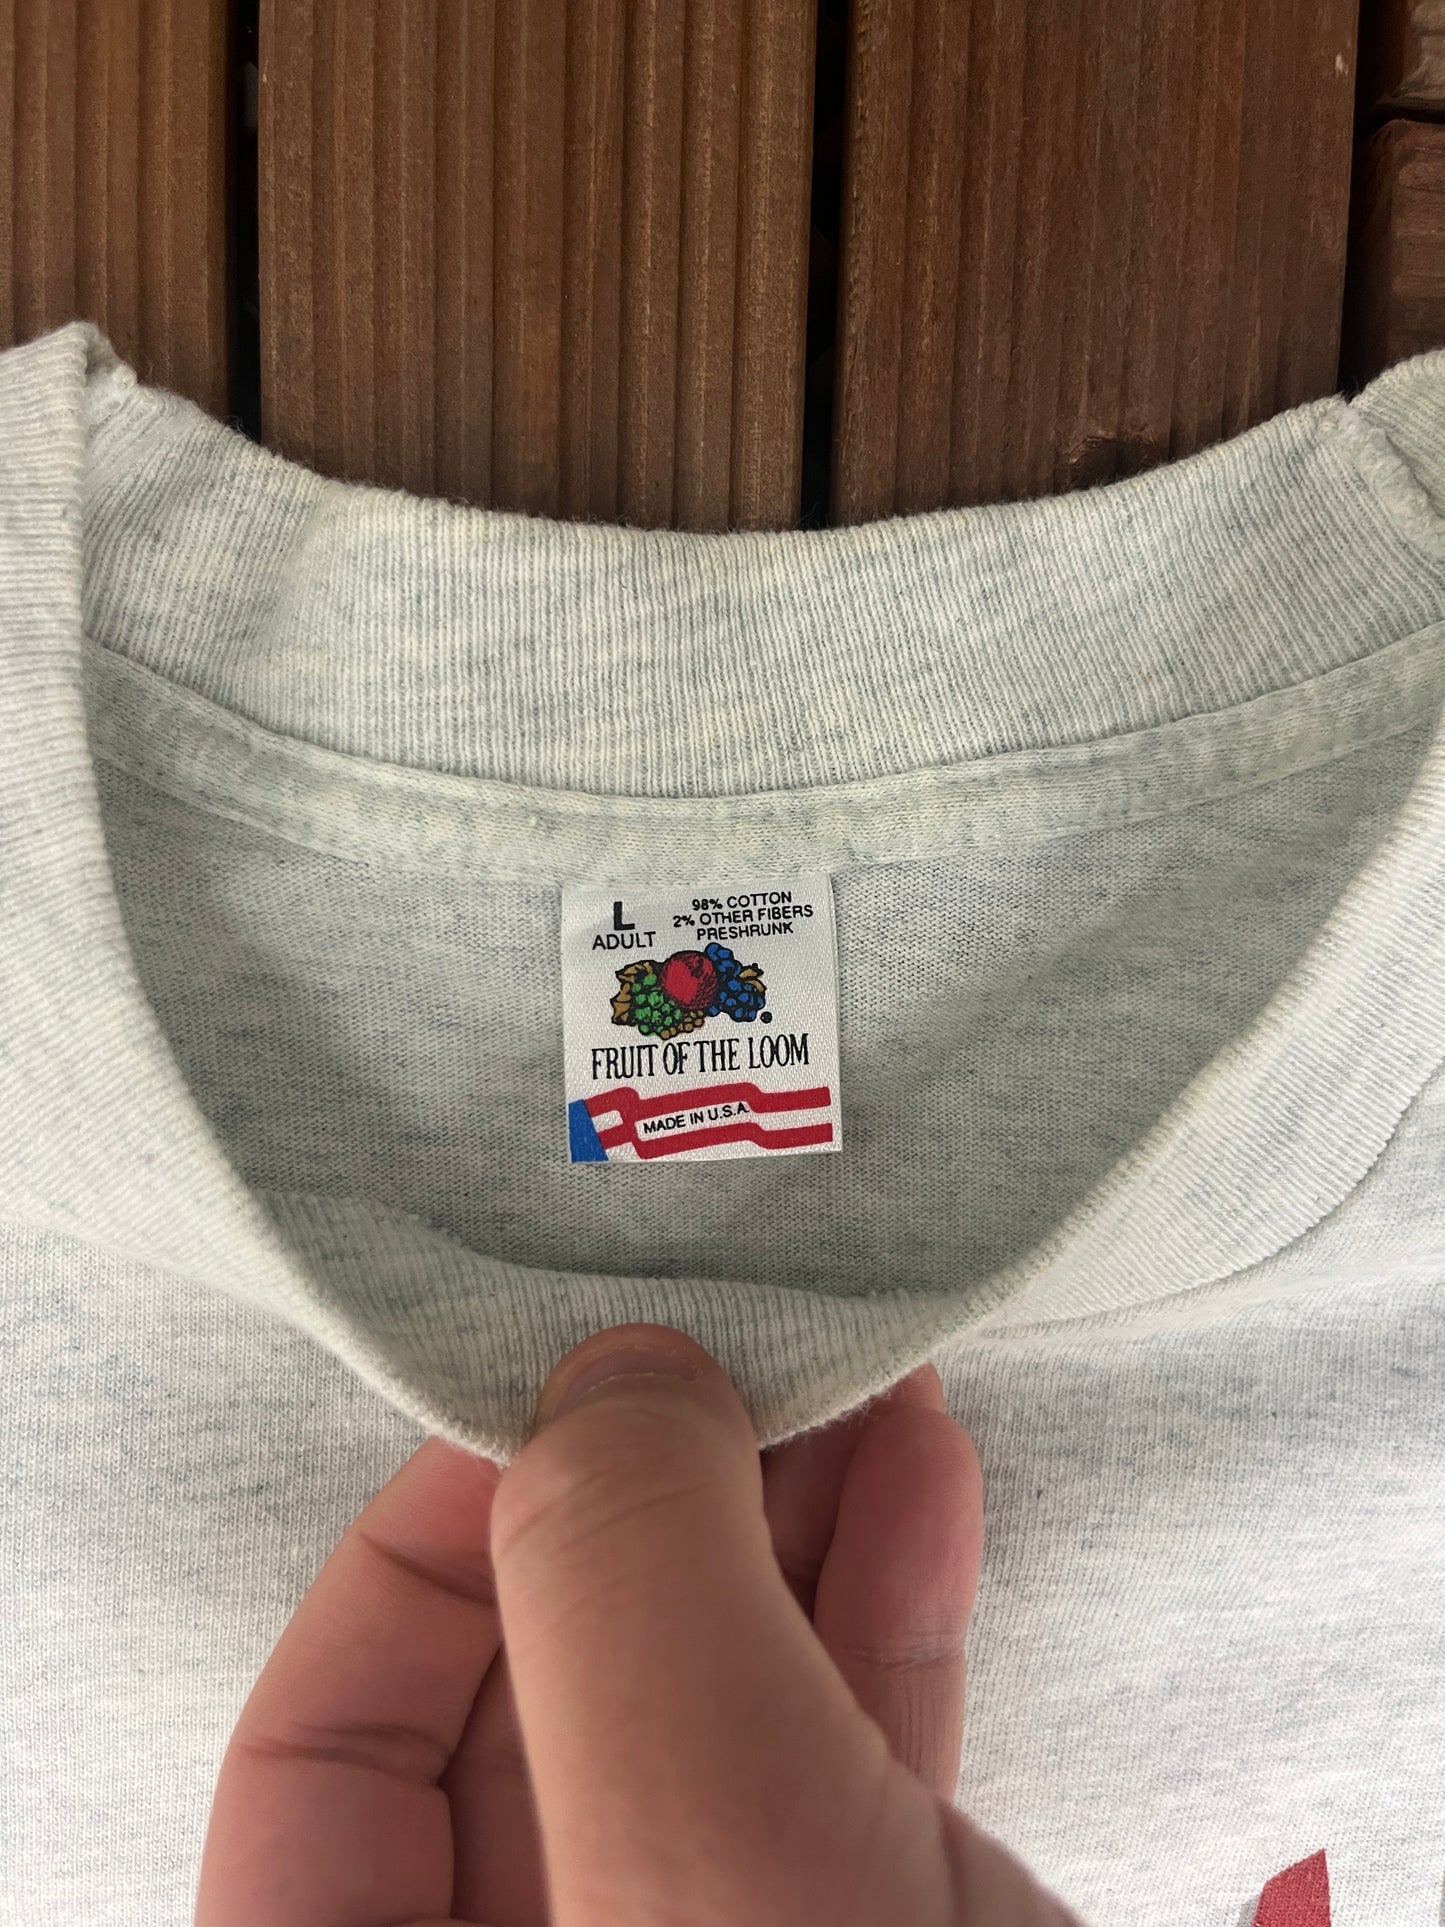 L
ADULT
98% COTTON
2% OTHER FIBERS
PRESHRUNK
®
FRUIT OF THE LOOM
MADE IN U.S.A.